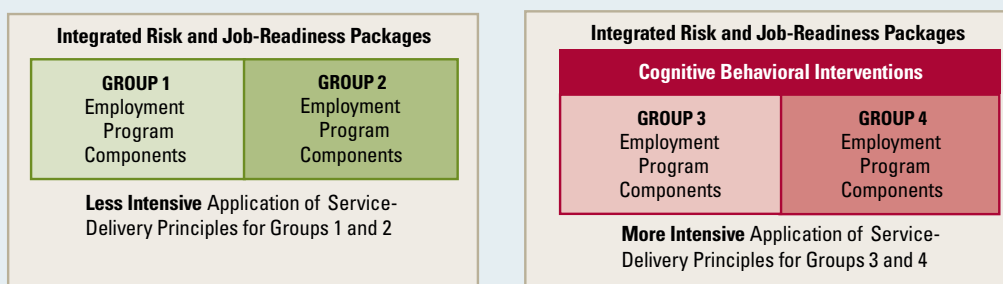 Integrated Risk and Job-Readiness Packages
GROUP 1
Employment
Program
Components
GROUP 2
Employment
Program
Components
Less Intensive Application of Service-
Delivery Principles for Groups 1 and 2
Integrated Risk and Job-Readiness Packages
Cognitive Behavioral Interventions
GROUP 3
Employment
Program
Components
GROUP 4
Employment
Program
Components
More Intensive Application of Service-
Delivery Principles for Groups 3 and 4